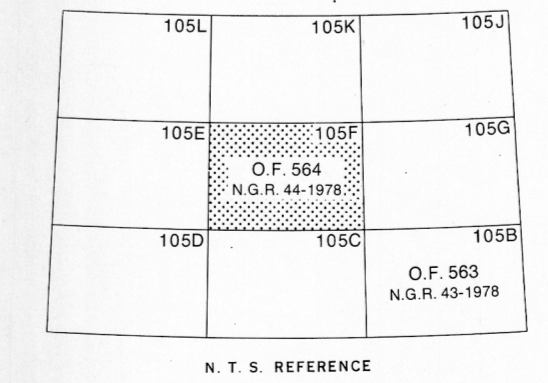 105L 105K 105J
105E 105F 105G
O.F. 564
N.G.R. 44-1978
105D 105C 105B
O.F. 563
N.G.R. 43-1978
N. T. S. REFERENCE